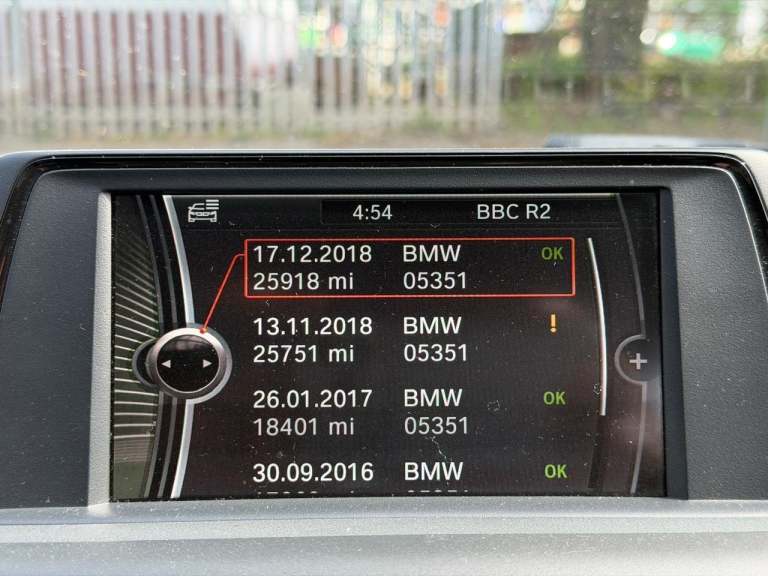 4:54 BBC R2
17.12.2018 BMW OK
25918 mi 05351
13.11.2018 BMW !
25751 mi 05351
26.01.2017 BMW OK
18401 mi 05351
30.09.2016 BMW OK